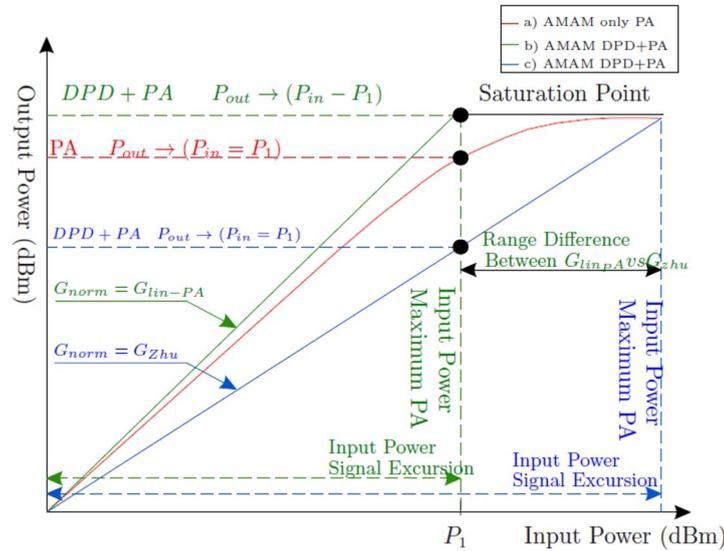 a) AMAM only PA
b) AMAM DPD+PA
c) AMAM DPD+PA
Output Power (dBm)
DPD + PA P_out → (P_in − P_1)
Saturation Point
PA P_out → (P_in = P_1)
DPD + PA P_out → (P_in = P_1)
Range Difference
Between G_linPA vs G_zhu
G_norm = G_lin−PA
G_norm = G_Zhu
Input Power
Maximum PA
Input Power
Maximum PA
Input Power
Signal Excursion
Input Power
Signal Excursion
P_1
Input Power (dBm)